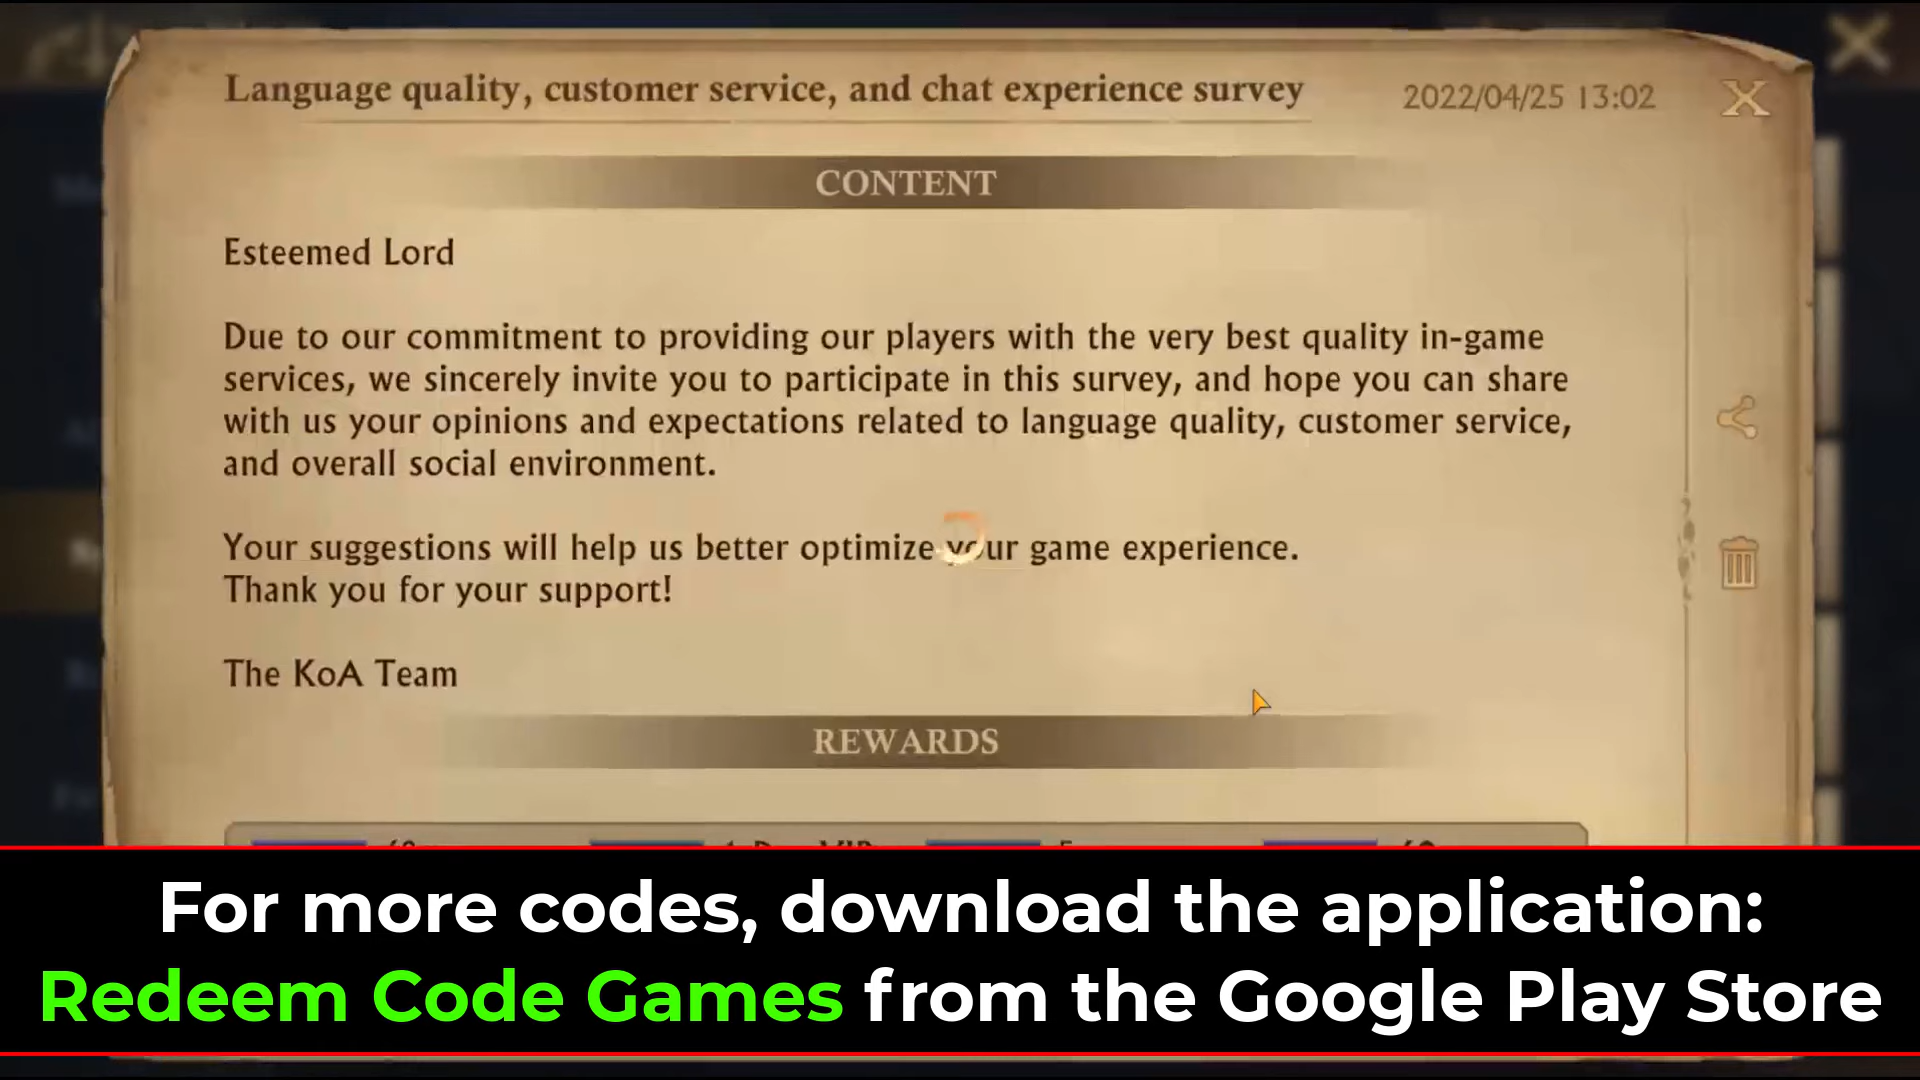 Language quality, customer service, and chat experience survey
2022/04/25 13:02
CONTENT
Esteemed Lord
Due to our commitment to providing our players with the very best quality in-game
services, we sincerely invite you to participate in this survey, and hope you can share
with us your opinions and expectations related to language quality, customer service,
and overall social environment.
Your suggestions will help us better optimize your game experience.
Thank you for your support!
The KoA Team
REWARDS
For more codes, download the application:
Redeem Code Games from the Google Play Store